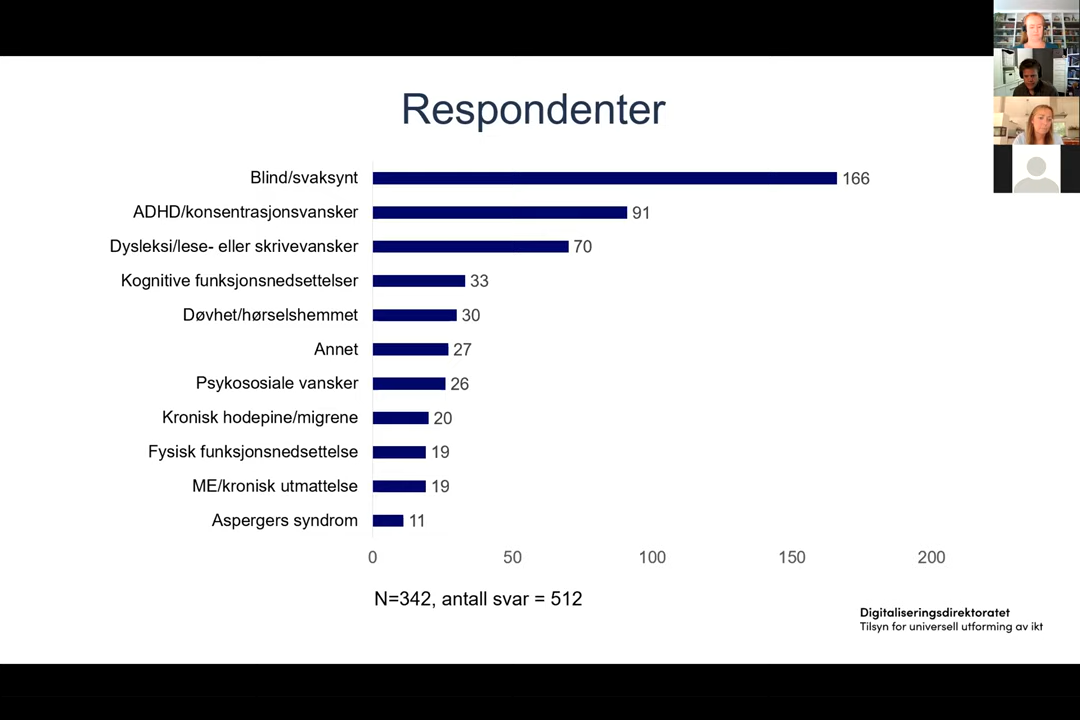 Respondenter
Blind/svaksynt 166
ADHD/konsentrasjonsvansker 91
Dysleksi/lese- eller skrivevansker 70
Kognitive funksjonsnedsettelser 33
Døvhet/hørselshemmet 30
Annet 27
Psykososiale vansker 26
Kronisk hodepine/migrene 20
Fysisk funksjonsnedsettelse 19
ME/kronisk utmattelse 19
Aspergers syndrom 11
0 50 100 150 200
N=342, antall svar = 512
Digitaliseringsdirektoratet
Tilsyn for universell utforming av ikt